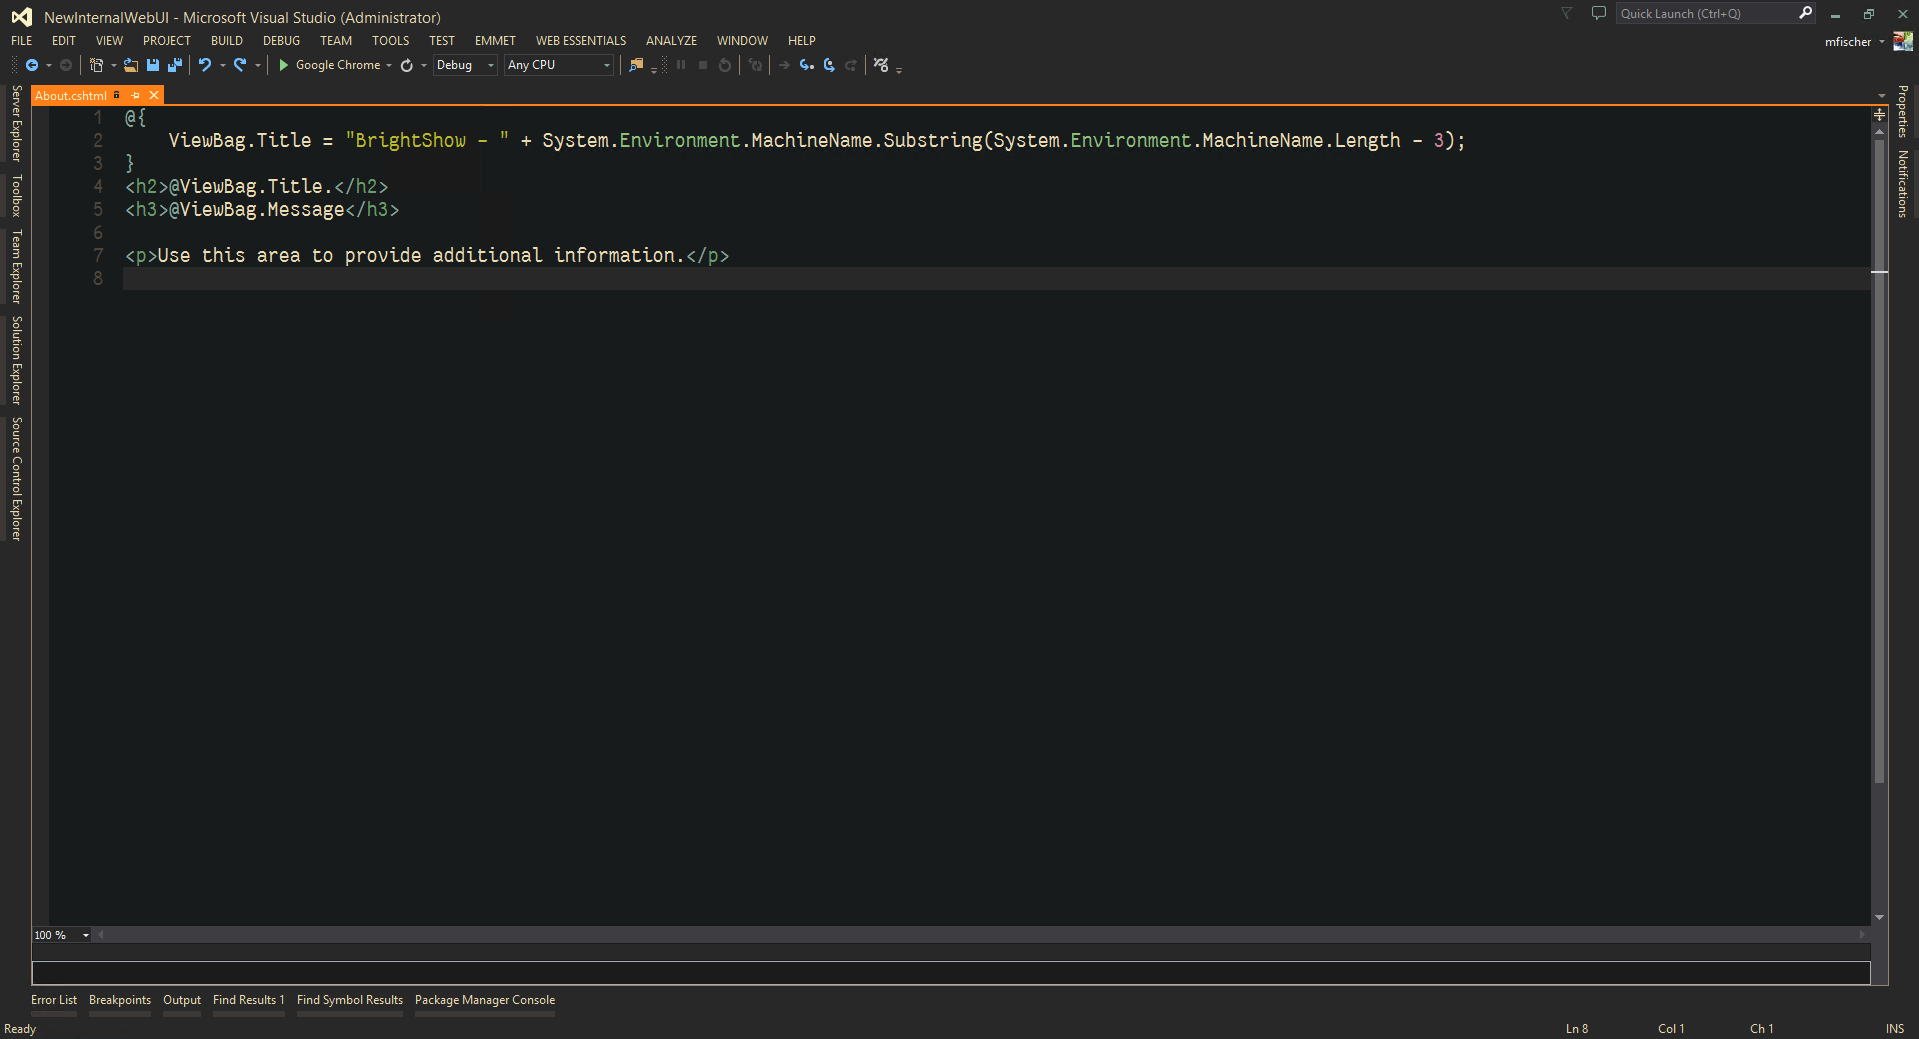 NewInternalWebUI - Microsoft Visual Studio (Administrator)
Quick Launch (Ctrl+Q)
FILE EDIT VIEW PROJECT BUILD DEBUG TEAM TOOLS TEST EMMET WEB ESSENTIALS ANALYZE WINDOW HELP
mfischer
Google Chrome Debug Any CPU
Server Explorer
Toolbox
Team Explorer
Solution Explorer
Source Control Explorer
About.cshtml
1 @{
2     ViewBag.Title = "BrightShow - " + System.Environment.MachineName.Substring(System.Environment.MachineName.Length - 3);
3 }
4 <h2>@ViewBag.Title.</h2>
5 <h3>@ViewBag.Message</h3>
6
7 <p>Use this area to provide additional information.</p>
8
Properties
Notifications
100 %
Error List Breakpoints Output Find Results 1 Find Symbol Results Package Manager Console
Ready Ln 8 Col 1 Ch 1 INS